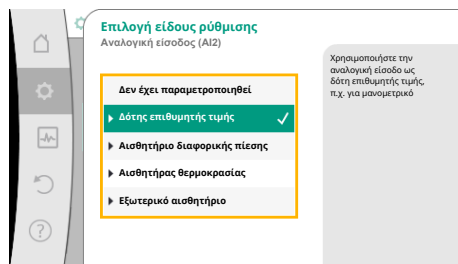 Επιλογή είδους ρύθμισης
Αναλογική είσοδος (AI2)
Δεν έχει παραμετροποιηθεί
Δότης επιθυμητής τιμής
Αισθητήριο διαφορικής πίεσης
Αισθητήρας θερμοκρασίας
Εξωτερικό αισθητήριο
Χρησιμοποιήστε την
αναλογική είσοδο ως
δότη επιθυμητής τιμής,
π.χ. για μανομετρικό